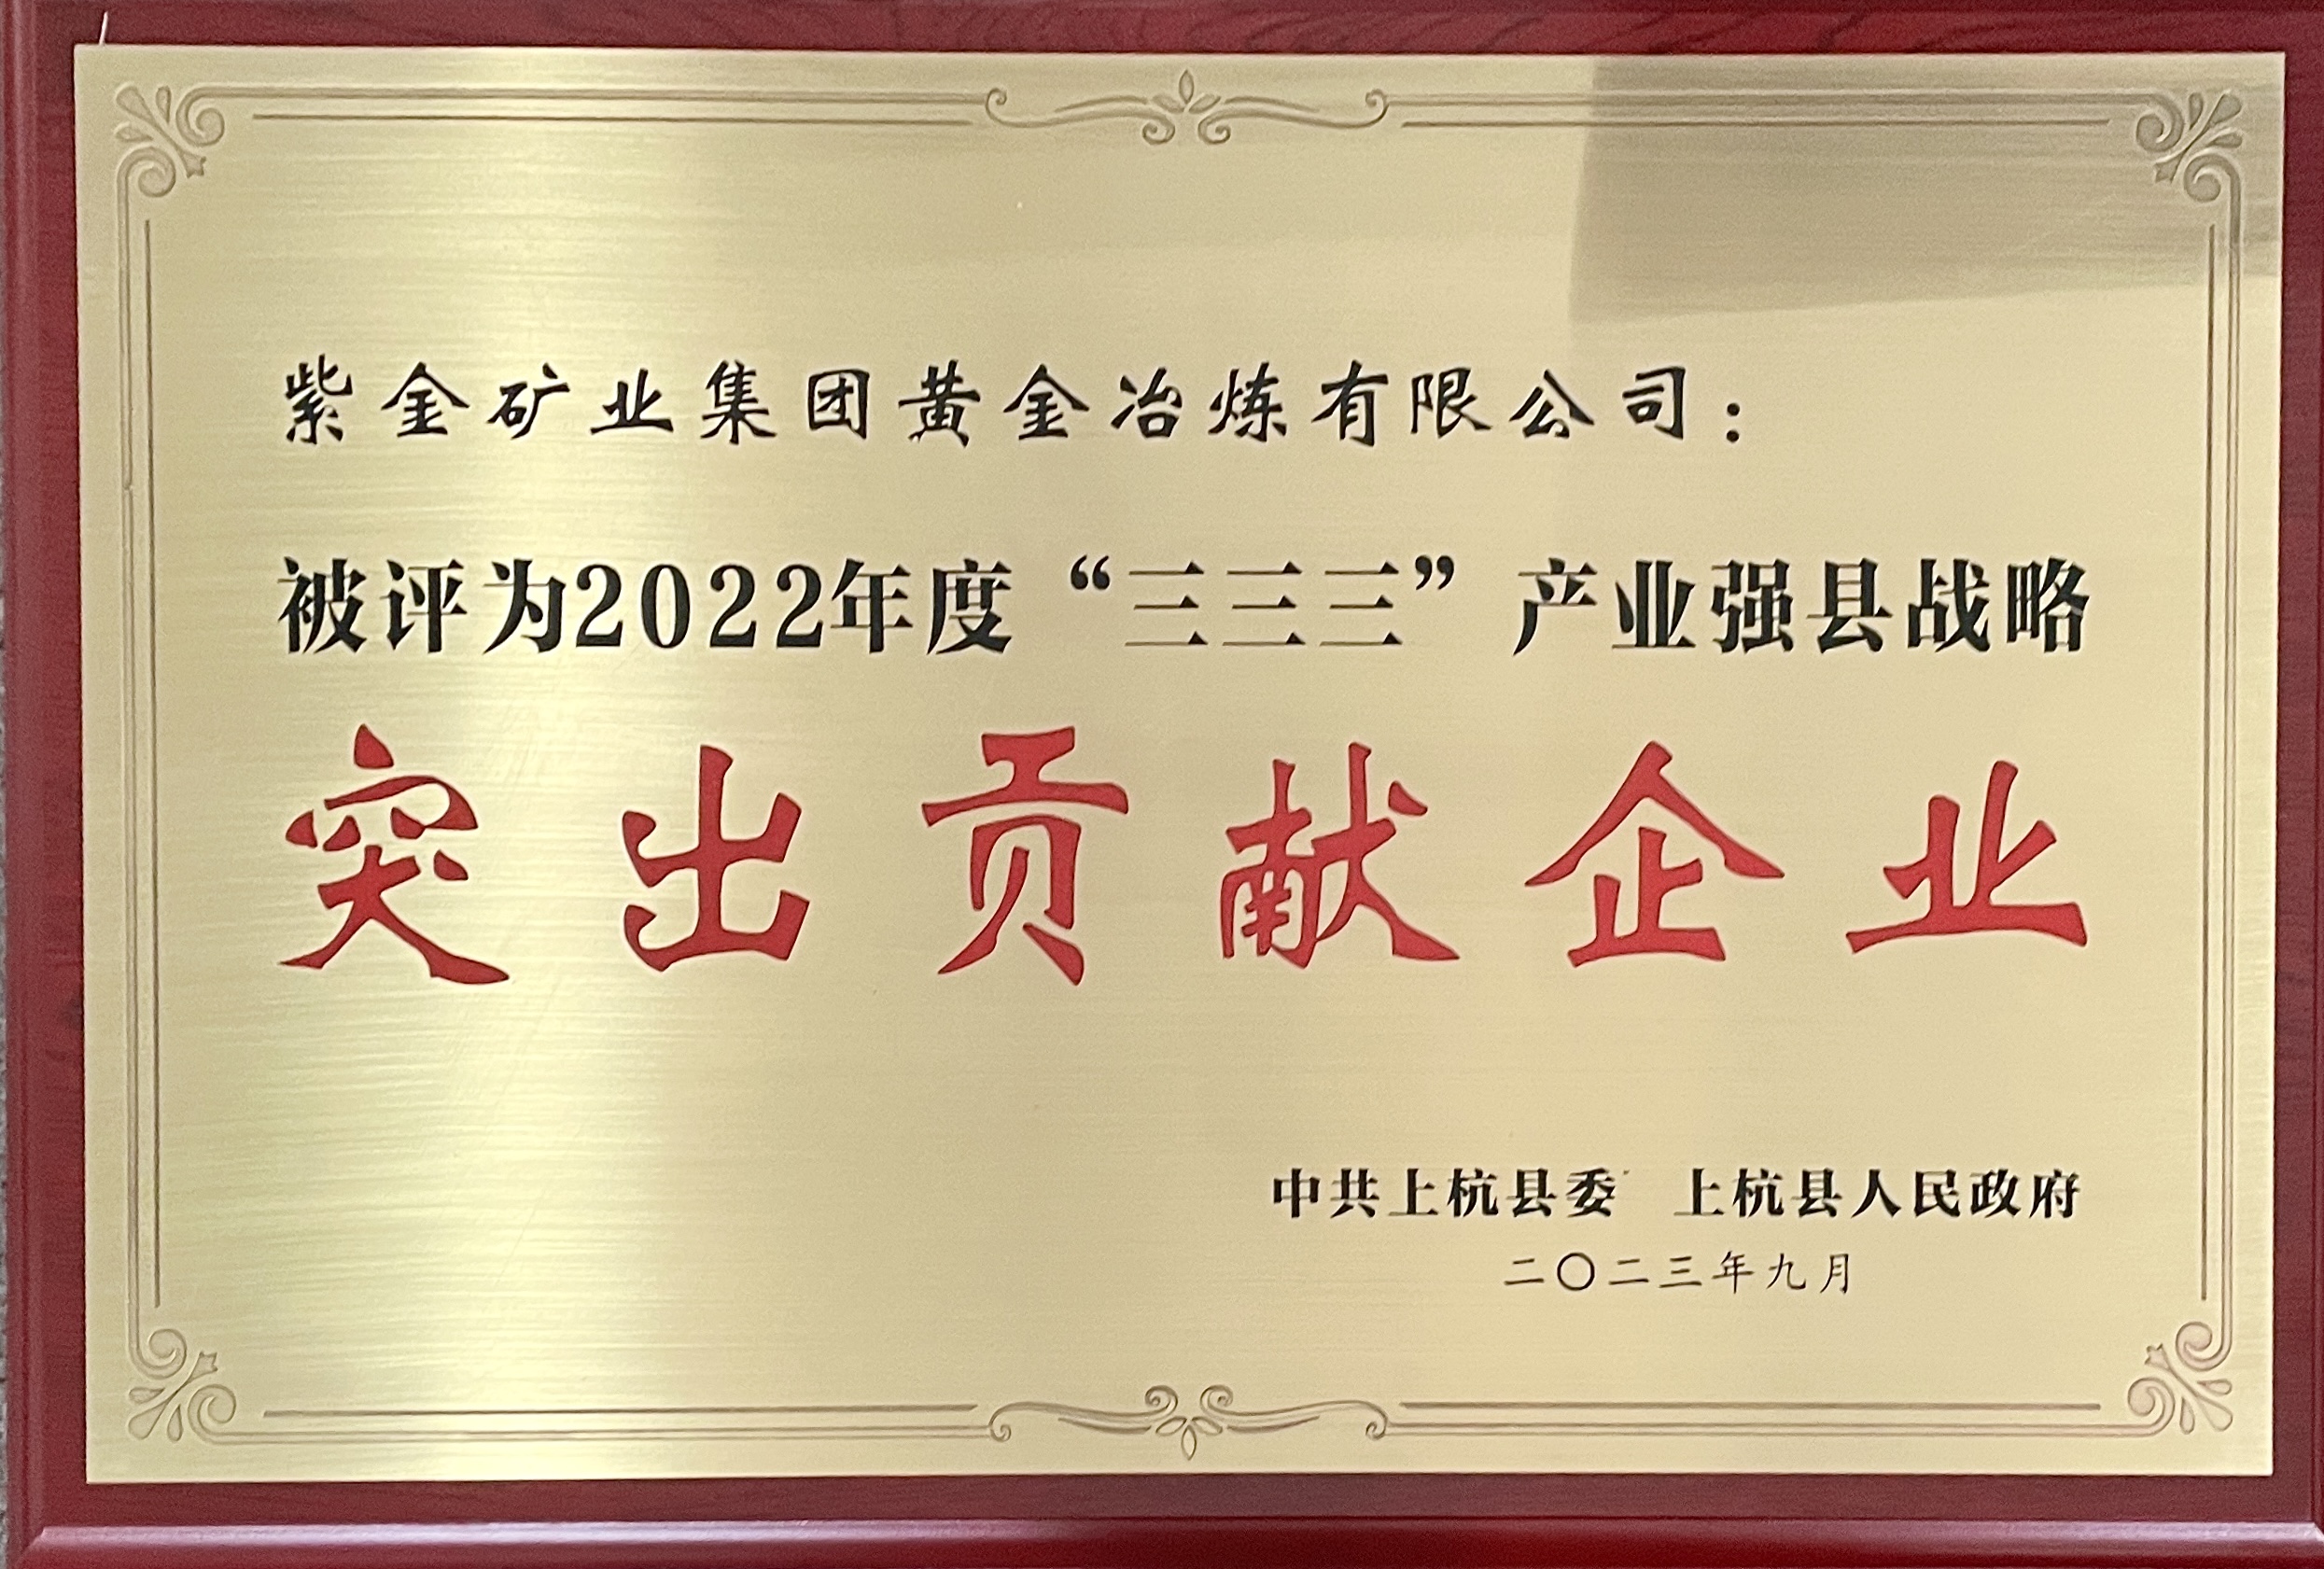 紫金矿业集团黄金冶炼有限公司：
被评为2022年度“三三三”产业强县战略
突出贡献企业
中共上杭县委 上杭县人民政府
二〇二三年九月